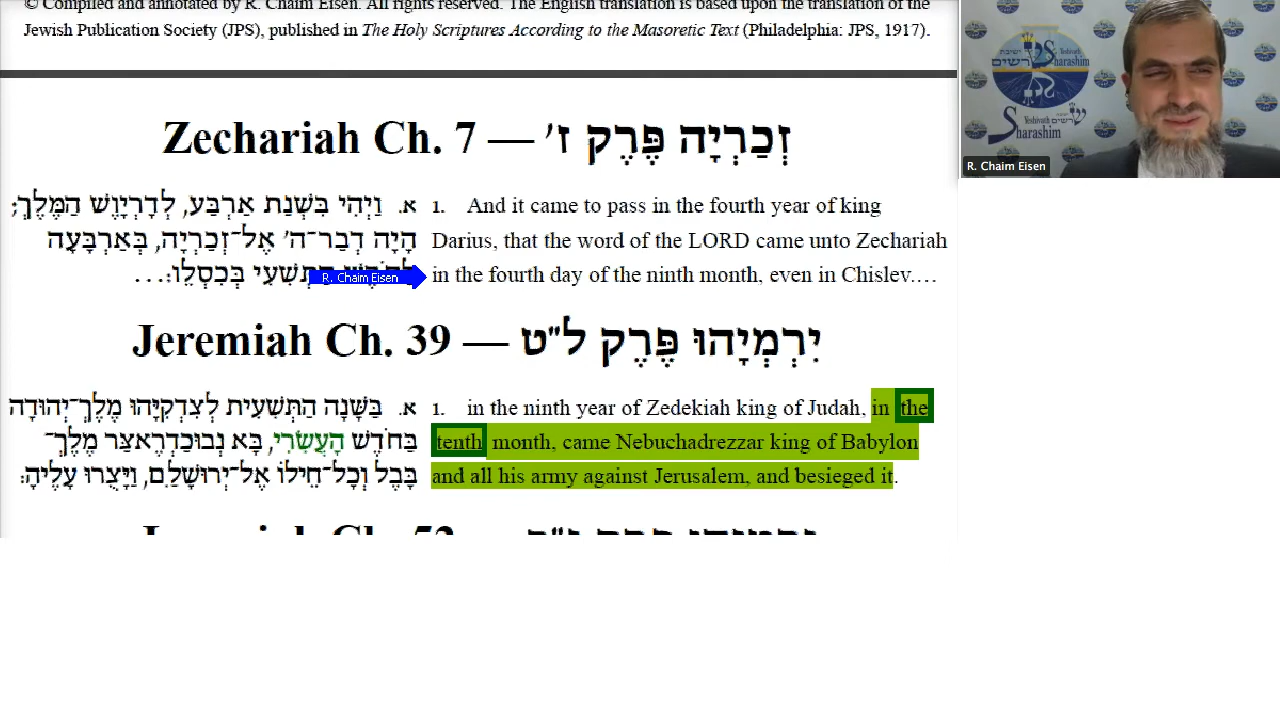 © Compiled and annotated by R. Chaim Eisen. All rights reserved. The English translation is based upon the translation of the
Jewish Publication Society (JPS), published in The Holy Scriptures According to the Masoretic Text (Philadelphia: JPS, 1917).
Zechariah Ch. 7 — זְכַרְיָה פֶּרֶק ז'
א. וַיְהִי בִּשְׁנַת אַרְבַּע, לְדָרְיָוֶשׁ הַמֶּלֶךְ;
הָיָה דְבַר־ה' אֶל־זְכַרְיָה, בְּאַרְבָּעָה
הַתְּשִׁעִי בְּכִסְלֵו:...
1. And it came to pass in the fourth year of king
Darius, that the word of the LORD came unto Zechariah
in the fourth day of the ninth month, even in Chislev.…
R. Chaim Eisen
Jeremiah Ch. 39 — יִרְמְיָהוּ פֶּרֶק ל"ט
א. בַּשָּׁנָה הַתְּשִׁעִית לְצִדְקִיָּהוּ מֶלֶךְ־יְהוּדָה
בַּחֹדֶשׁ הָעֲשִׂרִי, בָּא נְבוּכַדְרֶאצַּר מֶלֶךְ־
בָּבֶל וְכָל־חֵילוֹ אֶל־יְרוּשָׁלִַם, וַיָּצֻרוּ עָלֶיהָ:
1. in the ninth year of Zedekiah king of Judah, in the
tenth month, came Nebuchadrezzar king of Babylon
and all his army against Jerusalem, and besieged it.
Yeshivath
Sharashim
R. Chaim Eisen